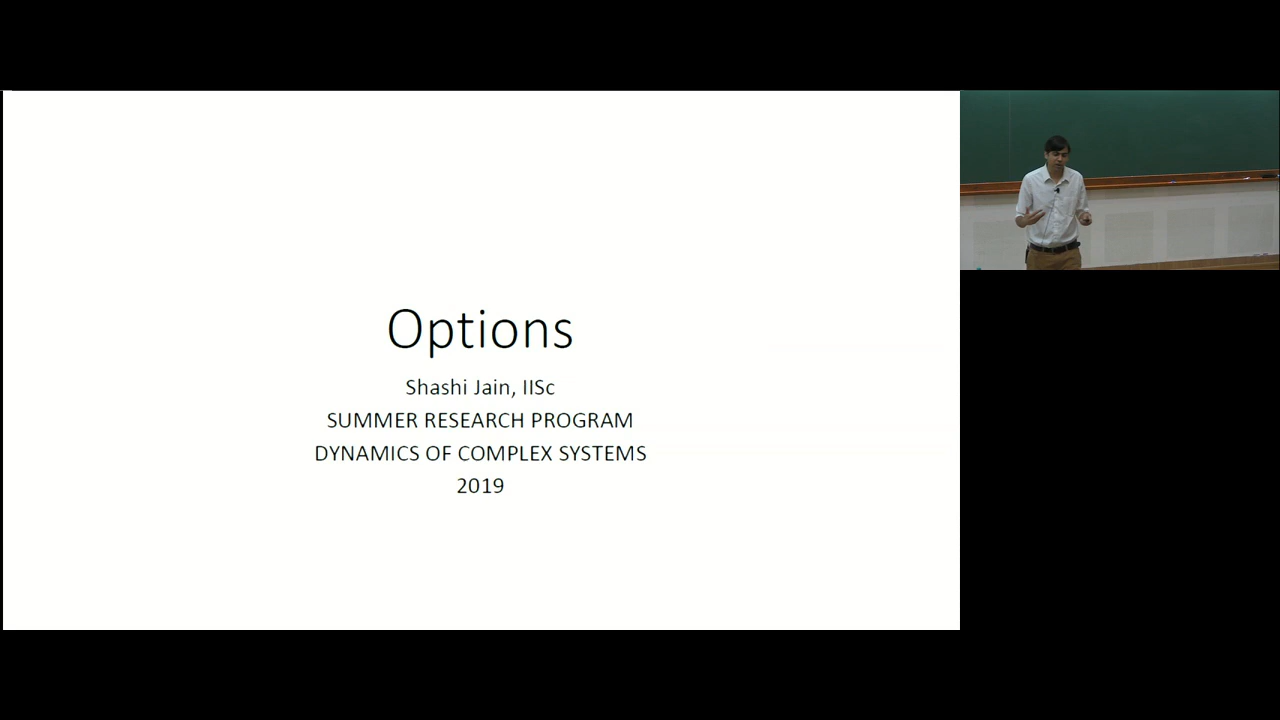 Options
Shashi Jain, IISc
SUMMER RESEARCH PROGRAM
DYNAMICS OF COMPLEX SYSTEMS
2019